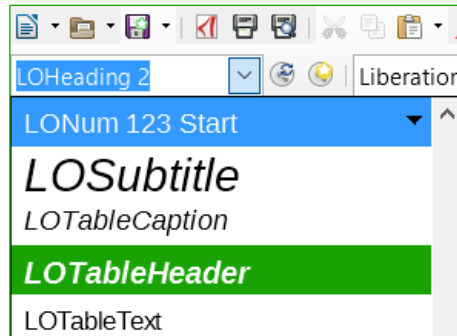 LOHeading 2
Liberation
LONum 123 Start
LOSubtitle
LOTableCaption
LOTableHeader
LOTableText